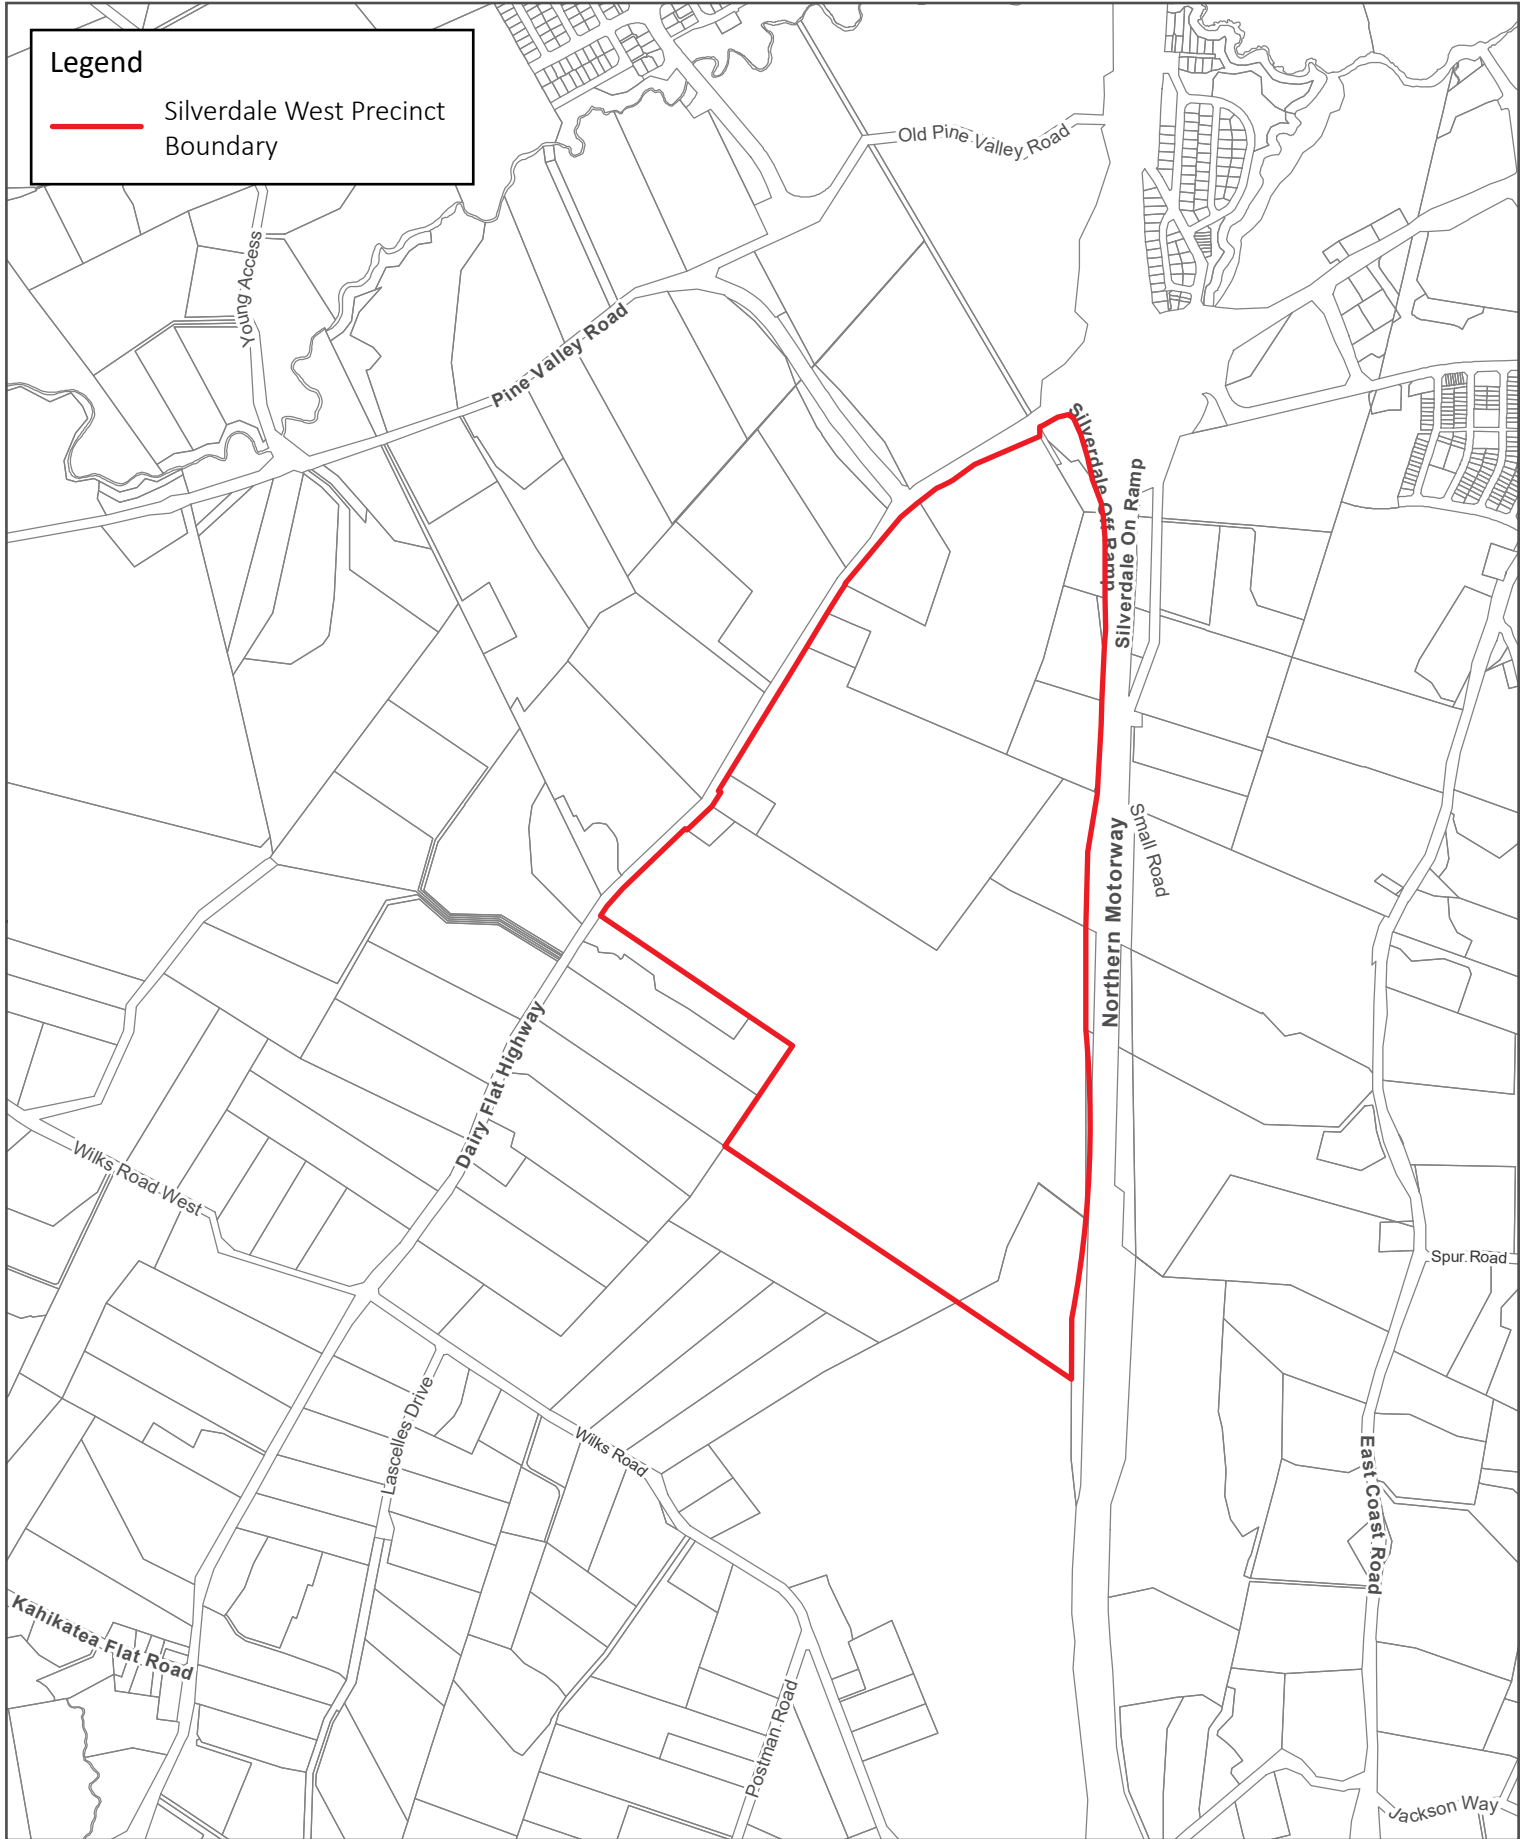 Legend
Silverdale West Precinct
Boundary
Old Pine Valley Road
Young Access
Pine Valley Road
Silverdale Off Ramp
Silverdale On Ramp
Small Road
Northern Motorway
Dairy Flat Highway
Wilks Road West
Spur Road
Lascelles Drive
Wilks Road
East Coast Road
Kahikatea Flat Road
Postman Road
Jackson Way